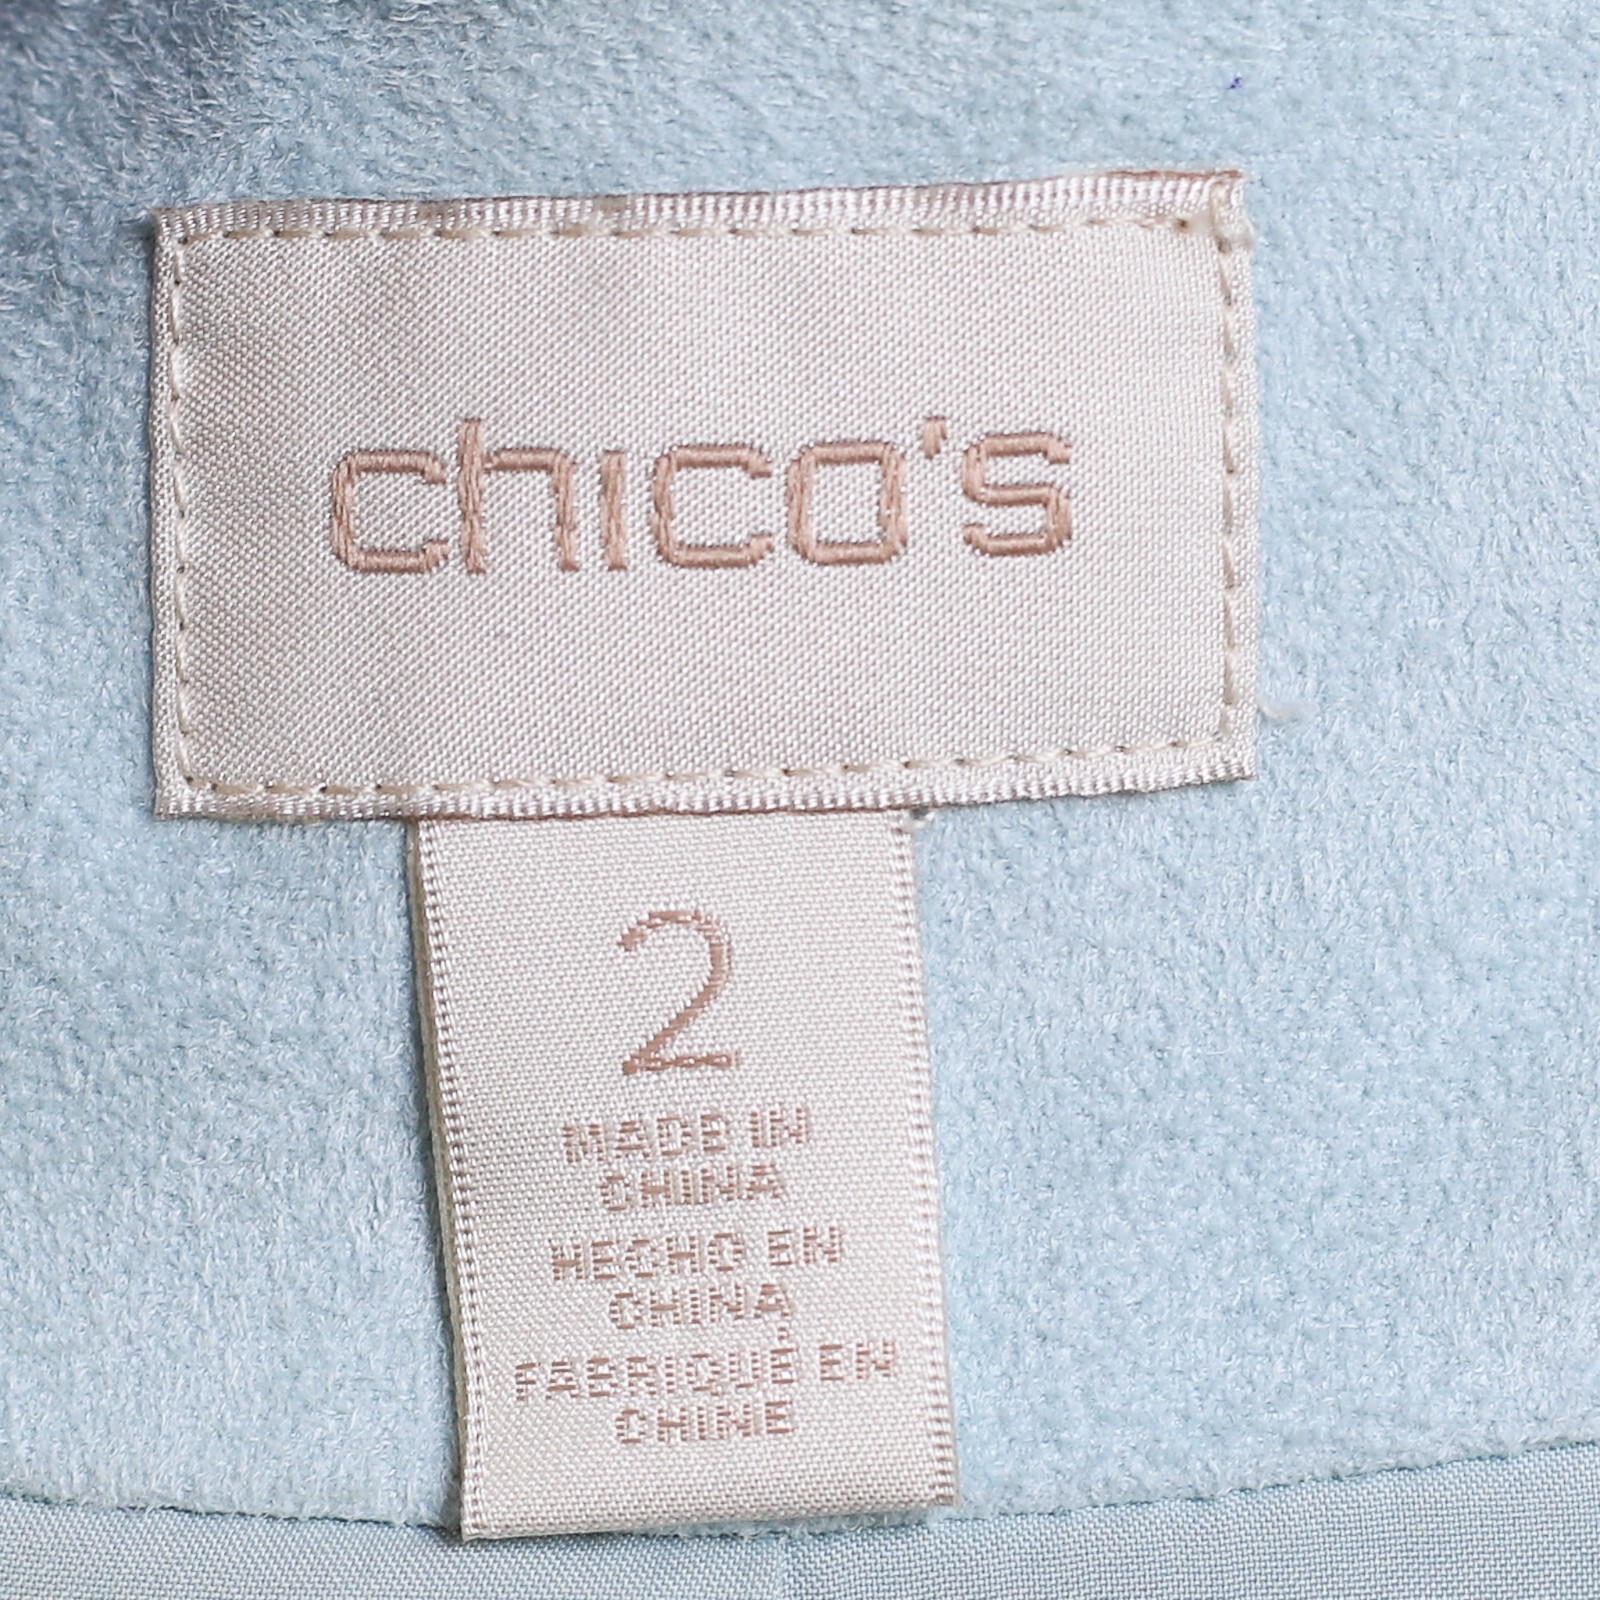 chico's
2
MADE IN
CHINA
HECHO EN
CHINA
FABRIQUÉ EN
CHINE